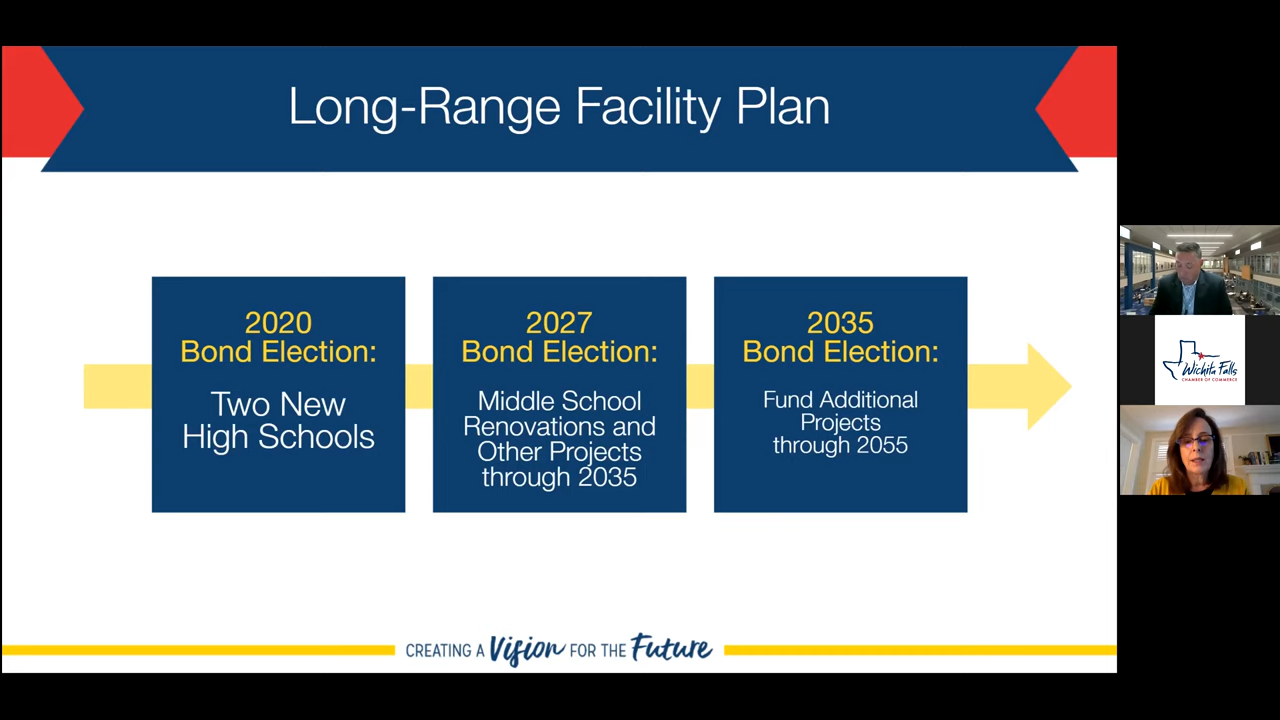 Long-Range Facility Plan
2020
Bond Election:
Two New
High Schools
2027
Bond Election:
Middle School
Renovations and
Other Projects
through 2035
2035
Bond Election:
Fund Additional
Projects
through 2055
CREATING A Vision FOR THE Future
Wichita Falls
CHAMBER OF COMMERCE